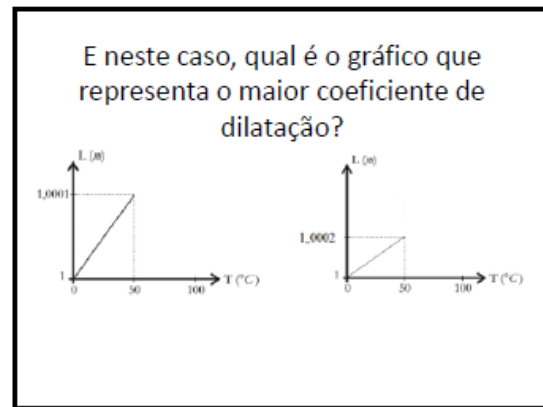 E neste caso, qual é o gráfico que
representa o maior coeficiente de
dilatação?
L (m)
1,0001
1
0
50
100
T (°C)
L (m)
1,0002
1
0
50
100
T (°C)